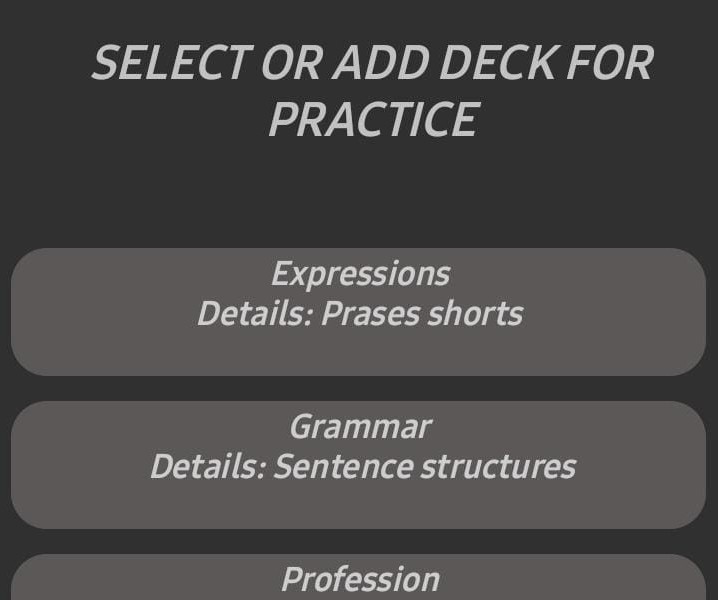 SELECT OR ADD DECK FOR
PRACTICE
Expressions
Details: Prases shorts
Grammar
Details: Sentence structures
Profession